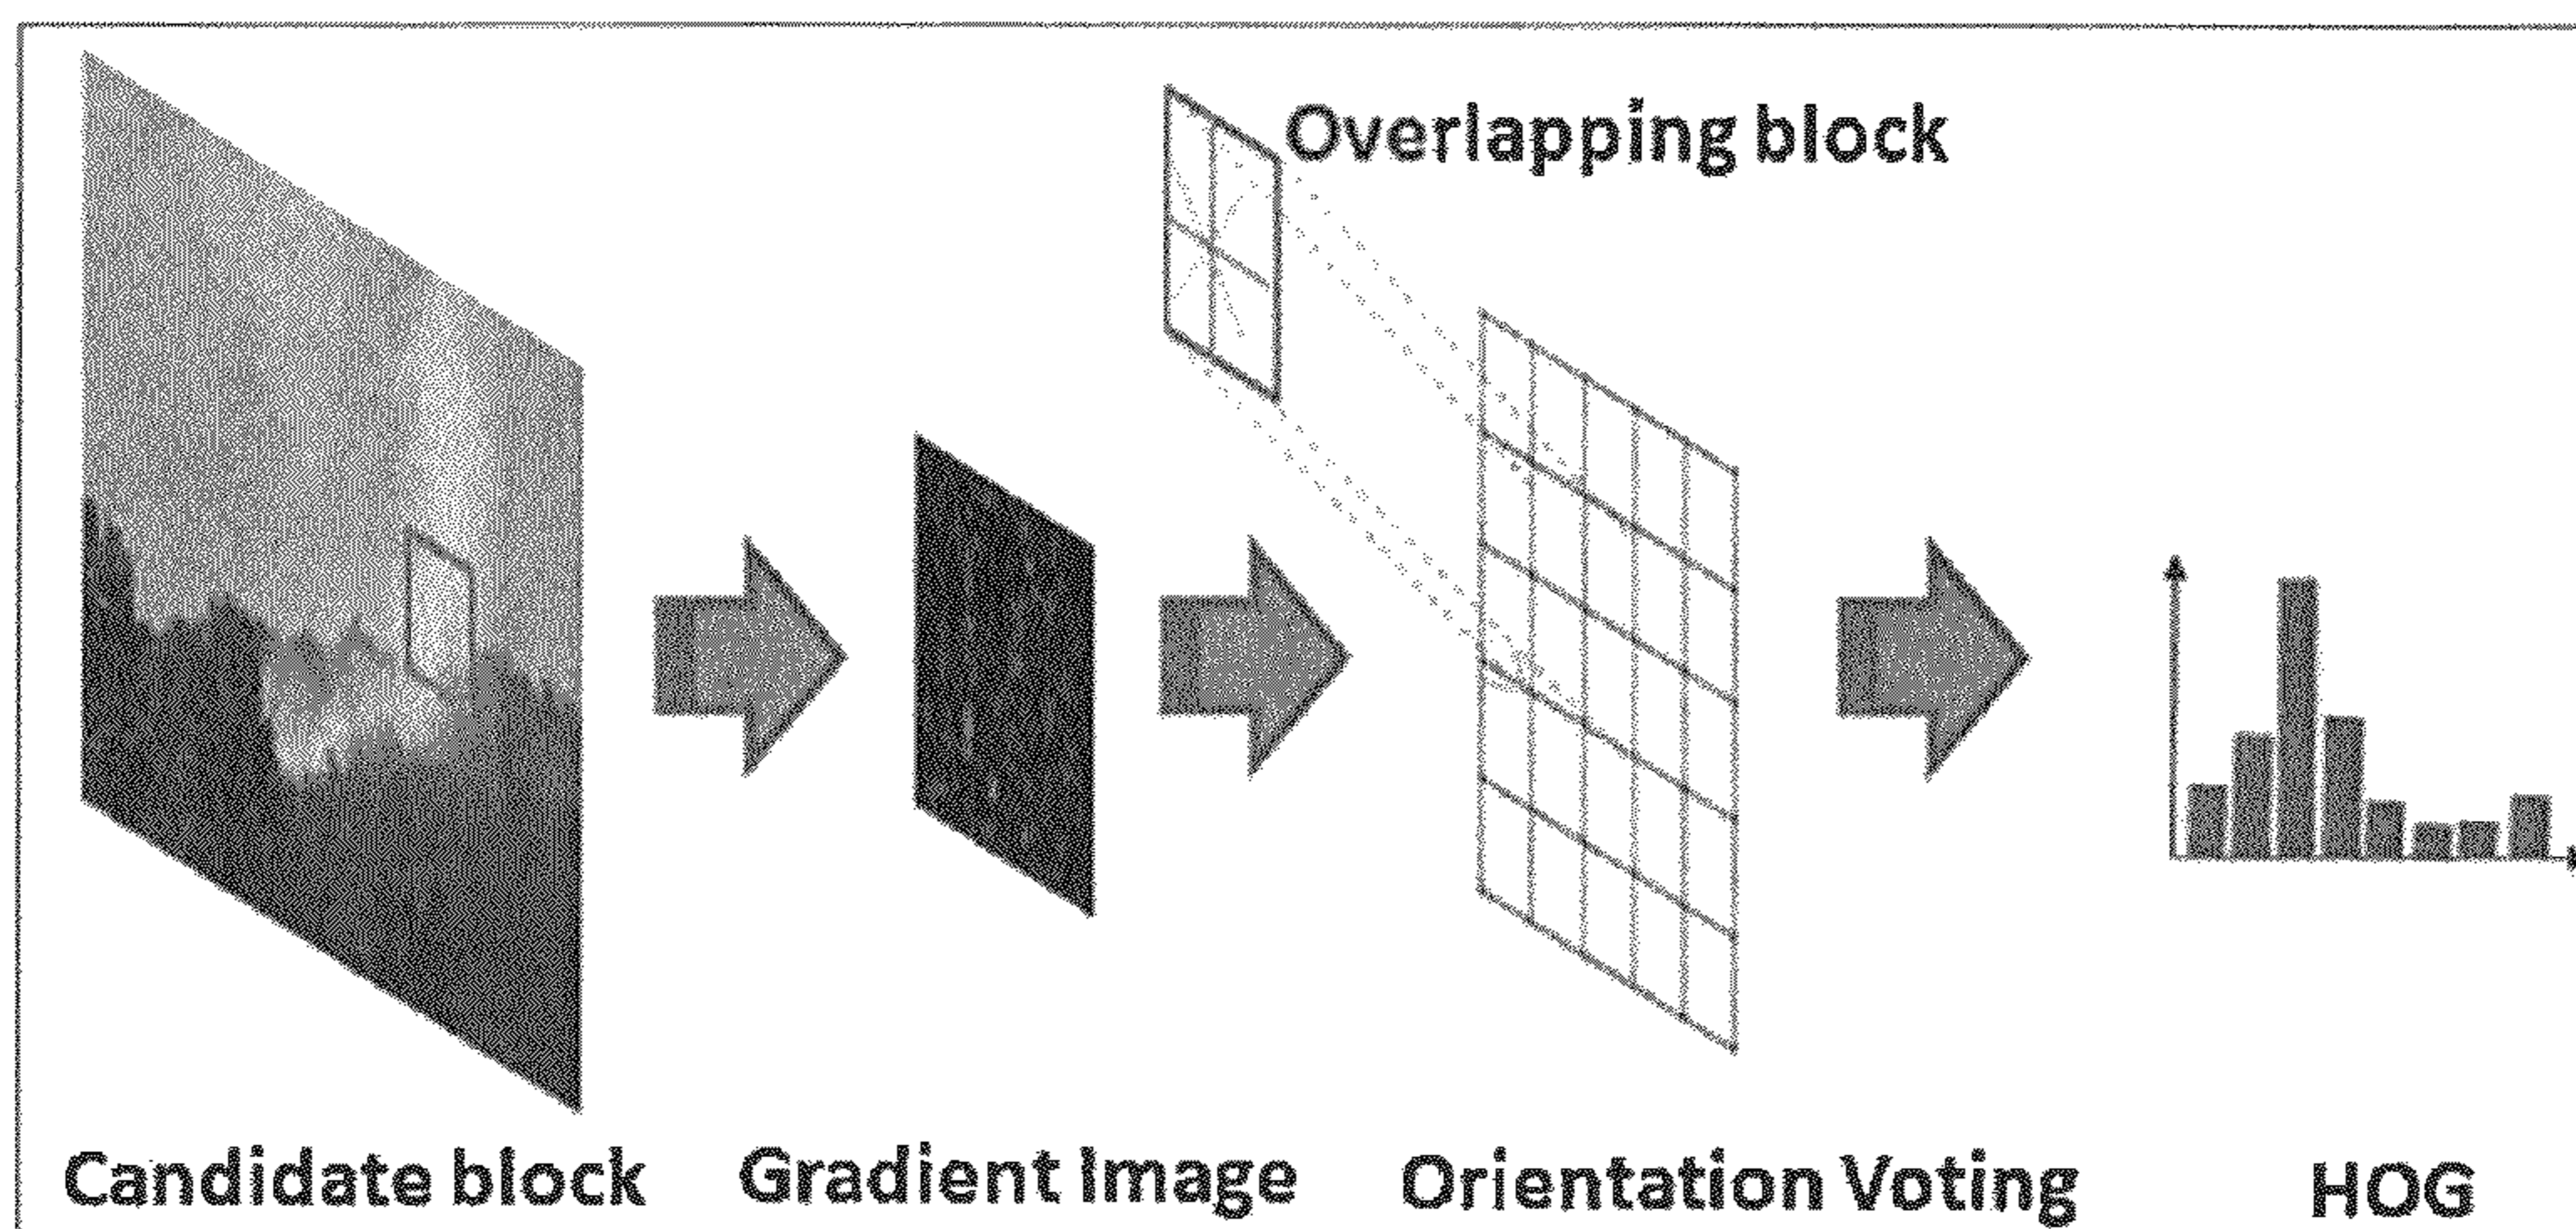 Overlapping block
Candidate block
Gradient Image
Orientation Voting
HOG